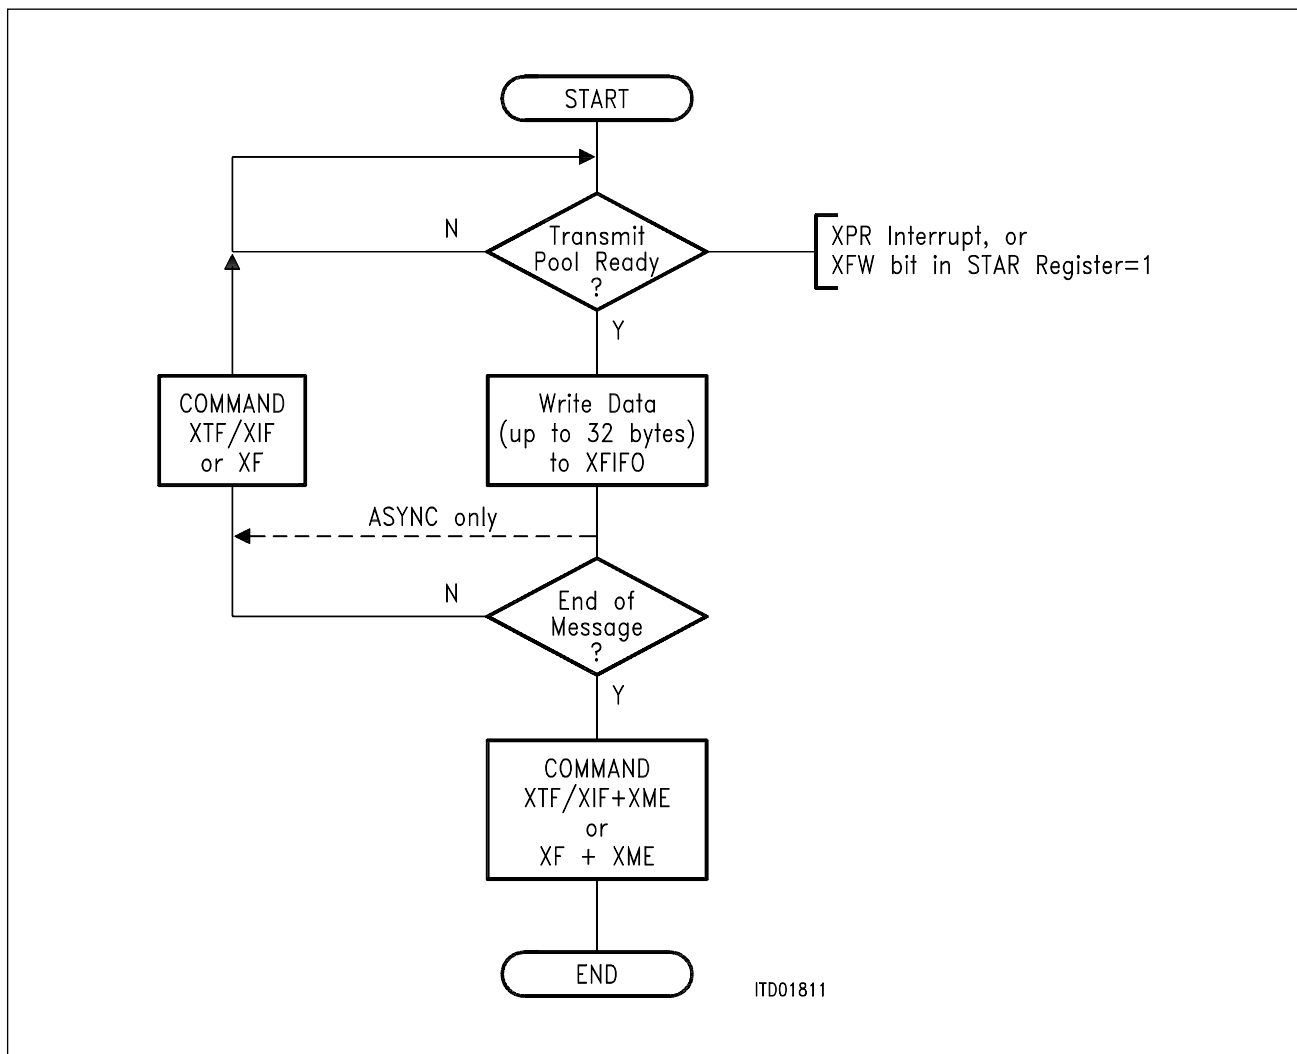 START
N
Transmit
Pool Ready
?
XPR Interrupt, or
XFW bit in STAR Register=1
Y
COMMAND
XTF/XIF
or XF
Write Data
(up to 32 bytes)
to XFIFO
ASYNC only
N
End of
Message
?
Y
COMMAND
XTF/XIF+XME
or
XF + XME
END
ITD01811